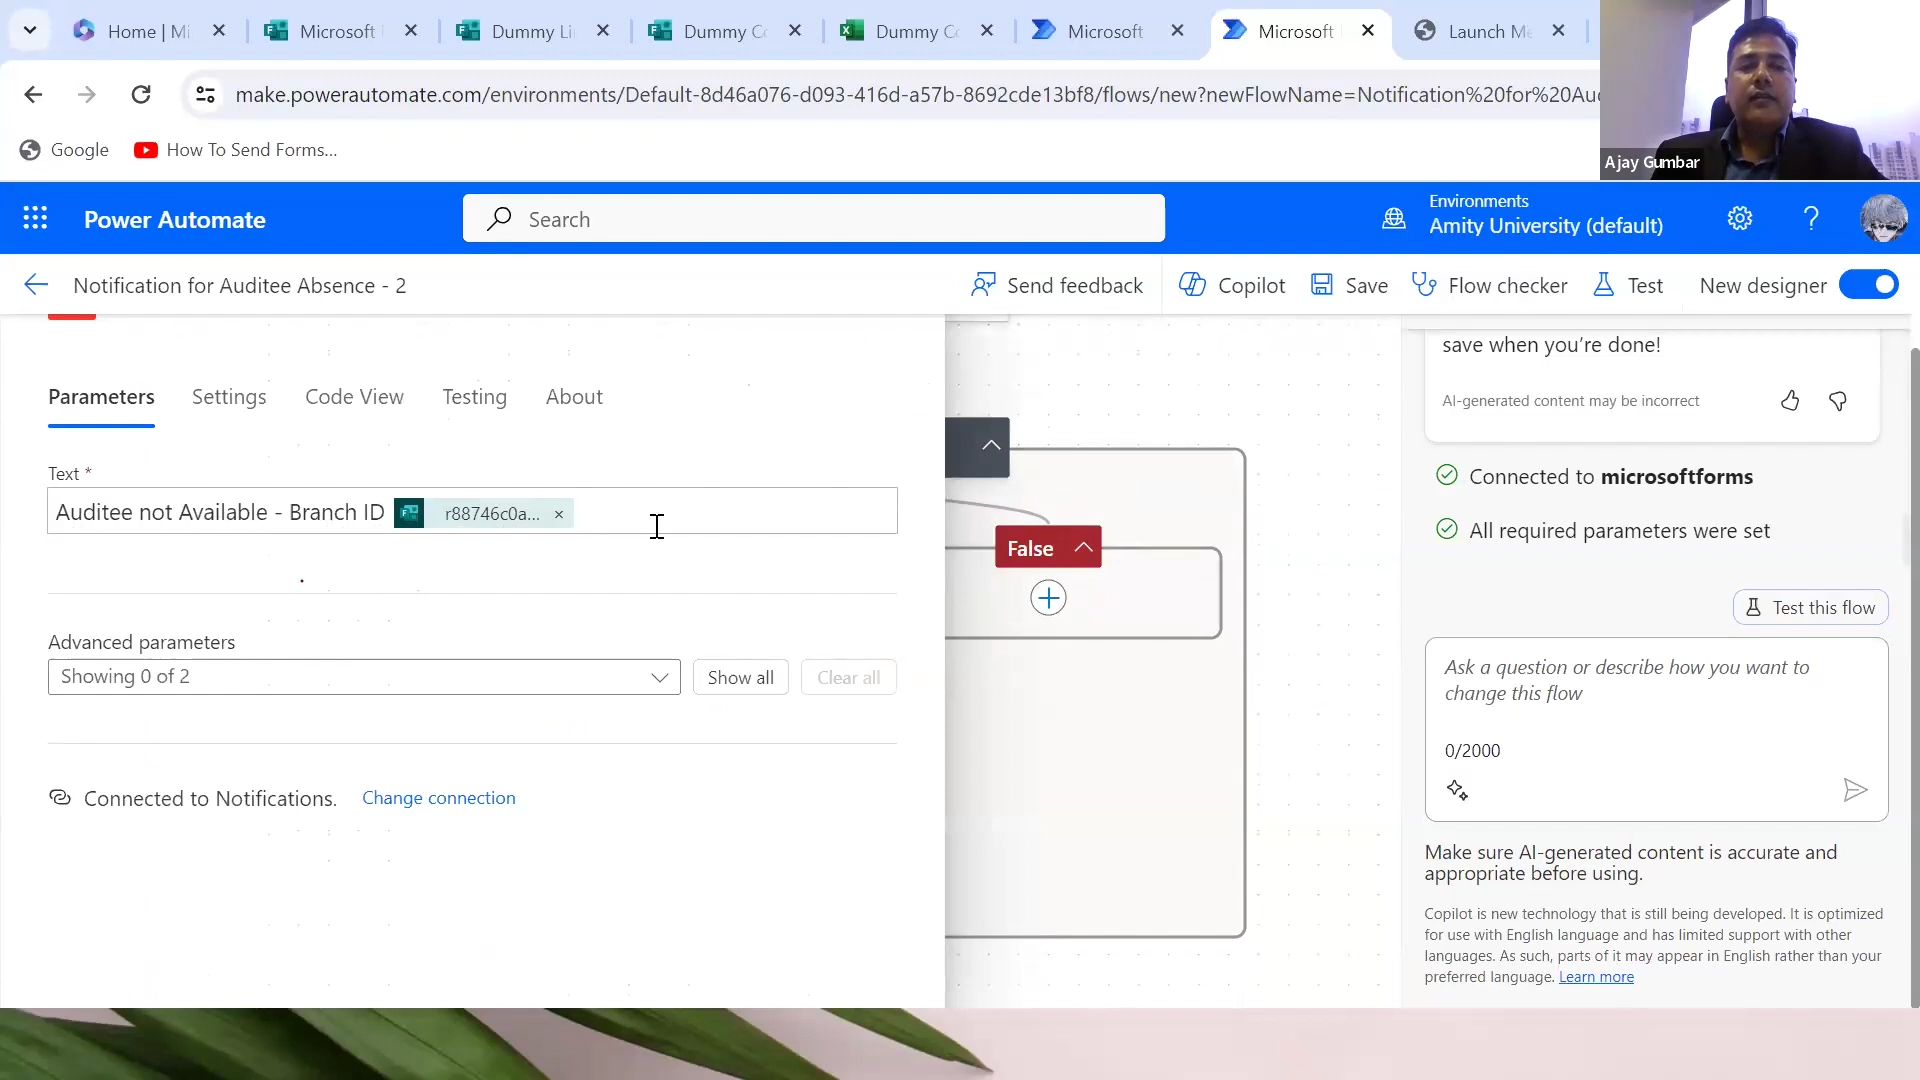 Home | Mi
Microsoft
Dummy Li
Dummy Co
Dummy Co
Microsoft
Microsoft
Launch Me
make.powerautomate.com/environments/Default-8d46a076-d093-416d-a57b-8692cde13bf8/flows/new?newFlowName=Notification%20for%20Au
Google
How To Send Forms...
Ajay Gumbar
Power Automate
Search
Environments
Amity University (default)
Notification for Auditee Absence - 2
Send feedback
Copilot
Save
Flow checker
Test
New designer
Parameters
Settings
Code View
Testing
About
Text *
Auditee not Available - Branch ID r88746c0a... ×
Advanced parameters
Showing 0 of 2
Show all
Clear all
Connected to Notifications. Change connection
False
save when you’re done!
AI-generated content may be incorrect
Connected to microsoftforms
All required parameters were set
Test this flow
Ask a question or describe how you want to
change this flow
0/2000
Make sure AI-generated content is accurate and
appropriate before using.
Copilot is new technology that is still being developed. It is optimized
for use with English language and has limited support with other
languages. As such, parts of it may appear in English rather than your
preferred language. Learn more